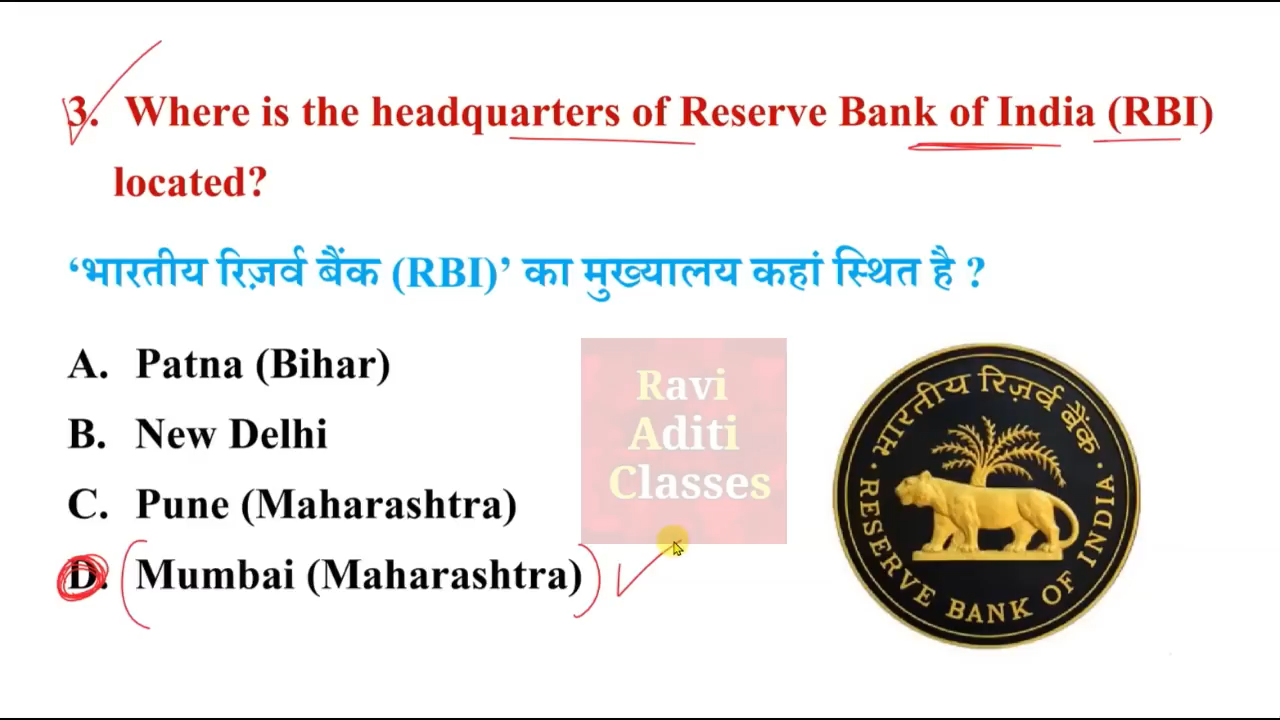 3. Where is the headquarters of Reserve Bank of India (RBI)
located?
‘भारतीय रिज़र्व बैंक (RBI)’ का मुख्यालय कहां स्थित है ?
A. Patna (Bihar)
B. New Delhi
C. Pune (Maharashtra)
D. Mumbai (Maharashtra)
Ravi
Aditi
Classes
भारतीय रिज़र्व बैंक
RESERVE BANK OF INDIA